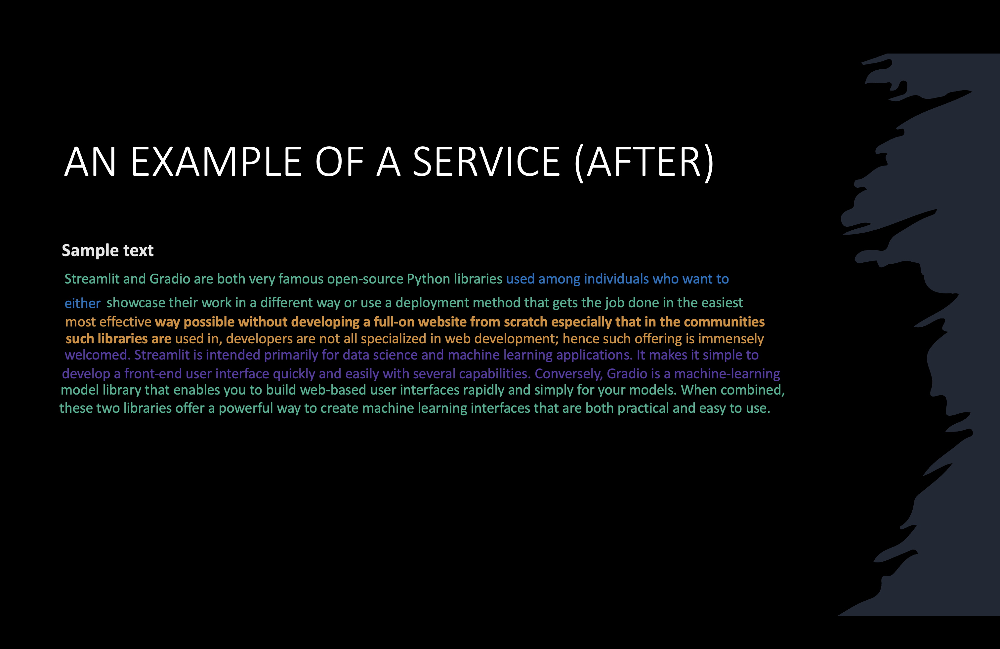 AN EXAMPLE OF A SERVICE (AFTER)
Sample text
Streamlit and Gradio are both very famous open-source Python libraries used among individuals who want to
either showcase their work in a different way or use a deployment method that gets the job done in the easiest
most effective way possible without developing a full-on website from scratch especially that in the communities
such libraries are used in, developers are not all specialized in web development; hence such offering is immensely
welcomed. Streamlit is intended primarily for data science and machine learning applications. It makes it simple to
develop a front-end user interface quickly and easily with several capabilities. Conversely, Gradio is a machine-learning
model library that enables you to build web-based user interfaces rapidly and simply for your models. When combined,
these two libraries offer a powerful way to create machine learning interfaces that are both practical and easy to use.